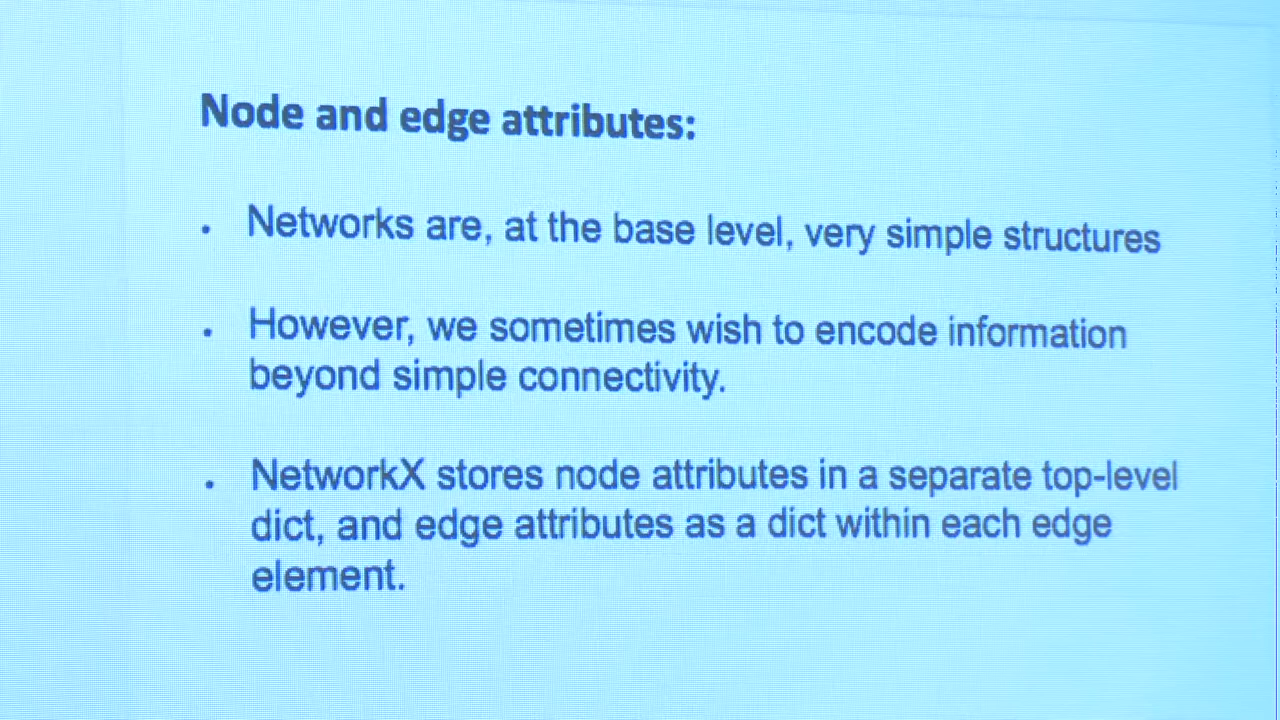 Node and edge attributes:
. Networks are, at the base level, very simple structures
. However, we sometimes wish to encode information
beyond simple connectivity.
. NetworkX stores node attributes in a separate top-level
dict, and edge attributes as a dict within each edge
element.